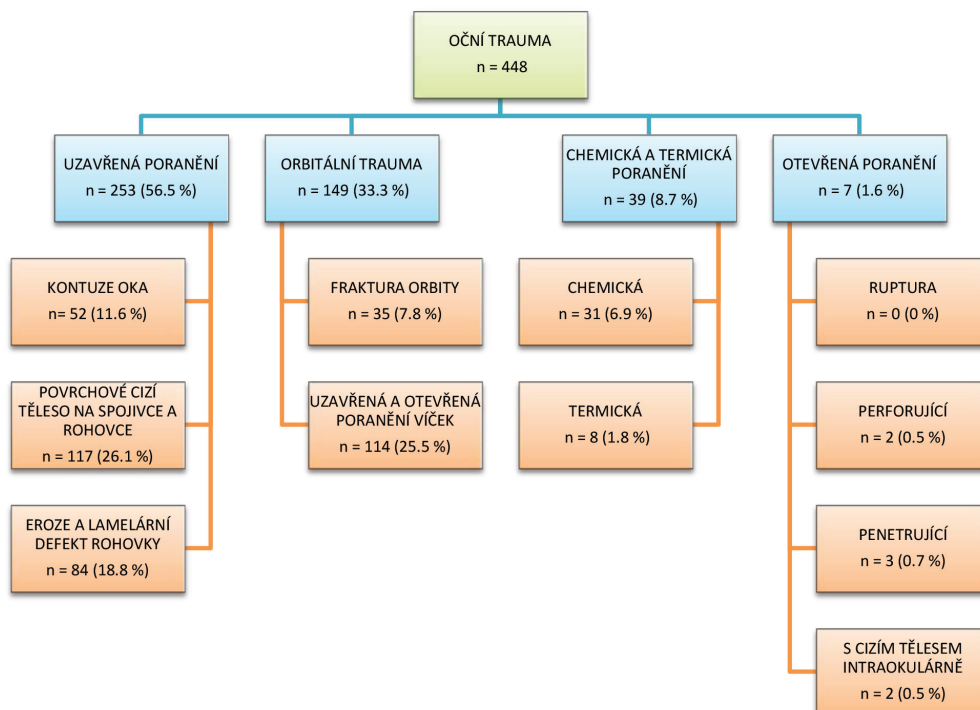 OČNÍ TRAUMA
n = 448
UZAVŘENÁ PORANĚNÍ
n = 253 (56.5 %)
ORBITÁLNÍ TRAUMA
n = 149 (33.3 %)
CHEMICKÁ A TERMICKÁ
PORANĚNÍ
n = 39 (8.7 %)
OTEVŘENÁ PORANĚNÍ
n = 7 (1.6 %)
KONTUZE OKA
n= 52 (11.6 %)
POVRCHOVÉ CIZÍ
TĚLESO NA SPOJIVCE A
ROHOVCE
n = 117 (26.1 %)
EROZE A LAMELÁRNÍ
DEFEKT ROHOVKY
n = 84 (18.8 %)
FRAKTURA ORBITY
n = 35 (7.8 %)
UZAVŘENÁ A OTEVŘENÁ
PORANĚNÍ VÍČEK
n = 114 (25.5 %)
CHEMICKÁ
n = 31 (6.9 %)
TERMICKÁ
n = 8 (1.8 %)
RUPTURA
n = 0 (0 %)
PERFORUJÍCÍ
n = 2 (0.5 %)
PENETRUJÍCÍ
n = 3 (0.7 %)
S CIZÍM TĚLESEM
INTRAOKULÁRNĚ
n = 2 (0.5 %)